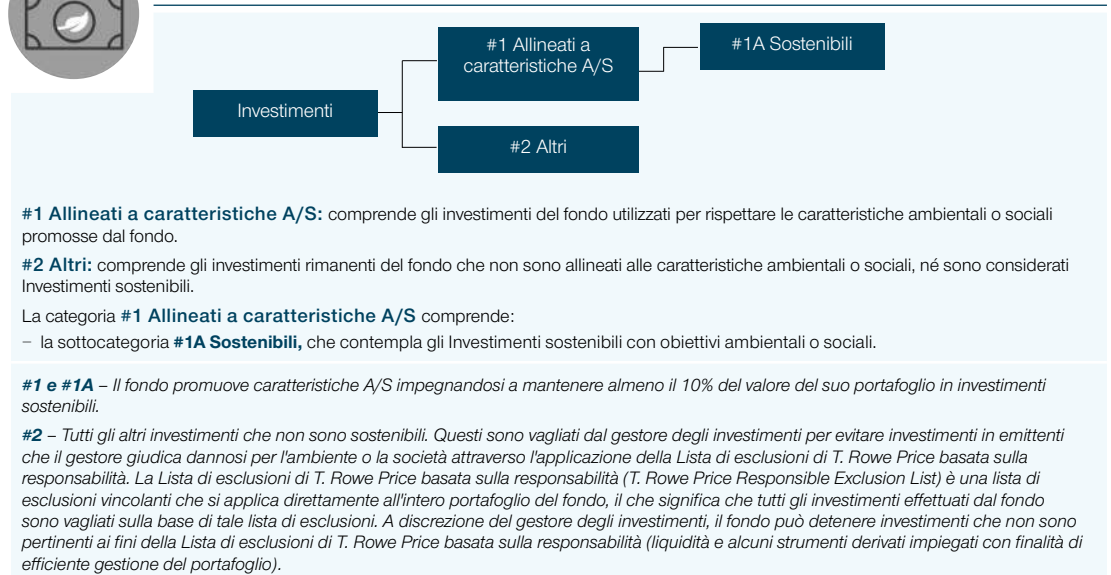 #1 Allineati a
caratteristiche A/S
#1A Sostenibili
Investimenti
#2 Altri
#1 Allineati a caratteristiche A/S: comprende gli investimenti del fondo utilizzati per rispettare le caratteristiche ambientali o sociali
promosse dal fondo.
#2 Altri: comprende gli investimenti rimanenti del fondo che non sono allineati alle caratteristiche ambientali o sociali, né sono considerati
Investimenti sostenibili.
La categoria #1 Allineati a caratteristiche A/S comprende:
– la sottocategoria #1A Sostenibili, che contempla gli Investimenti sostenibili con obiettivi ambientali o sociali.
#1 e #1A – Il fondo promuove caratteristiche A/S impegnandosi a mantenere almeno il 10% del valore del suo portafoglio in investimenti
sostenibili.
#2 – Tutti gli altri investimenti che non sono sostenibili. Questi sono vagliati dal gestore degli investimenti per evitare investimenti in emittenti
che il gestore giudica dannosi per l'ambiente o la società attraverso l'applicazione della Lista di esclusioni di T. Rowe Price basata sulla
responsabilità. La Lista di esclusioni di T. Rowe Price basata sulla responsabilità (T. Rowe Price Responsible Exclusion List) è una lista di
esclusioni vincolanti che si applica direttamente all'intero portafoglio del fondo, il che significa che tutti gli investimenti effettuati dal fondo
sono vagliati sulla base di tale lista di esclusioni. A discrezione del gestore degli investimenti, il fondo può detenere investimenti che non sono
pertinenti ai fini della Lista di esclusioni di T. Rowe Price basata sulla responsabilità (liquidità e alcuni strumenti derivati impiegati con finalità di
efficiente gestione del portafoglio).